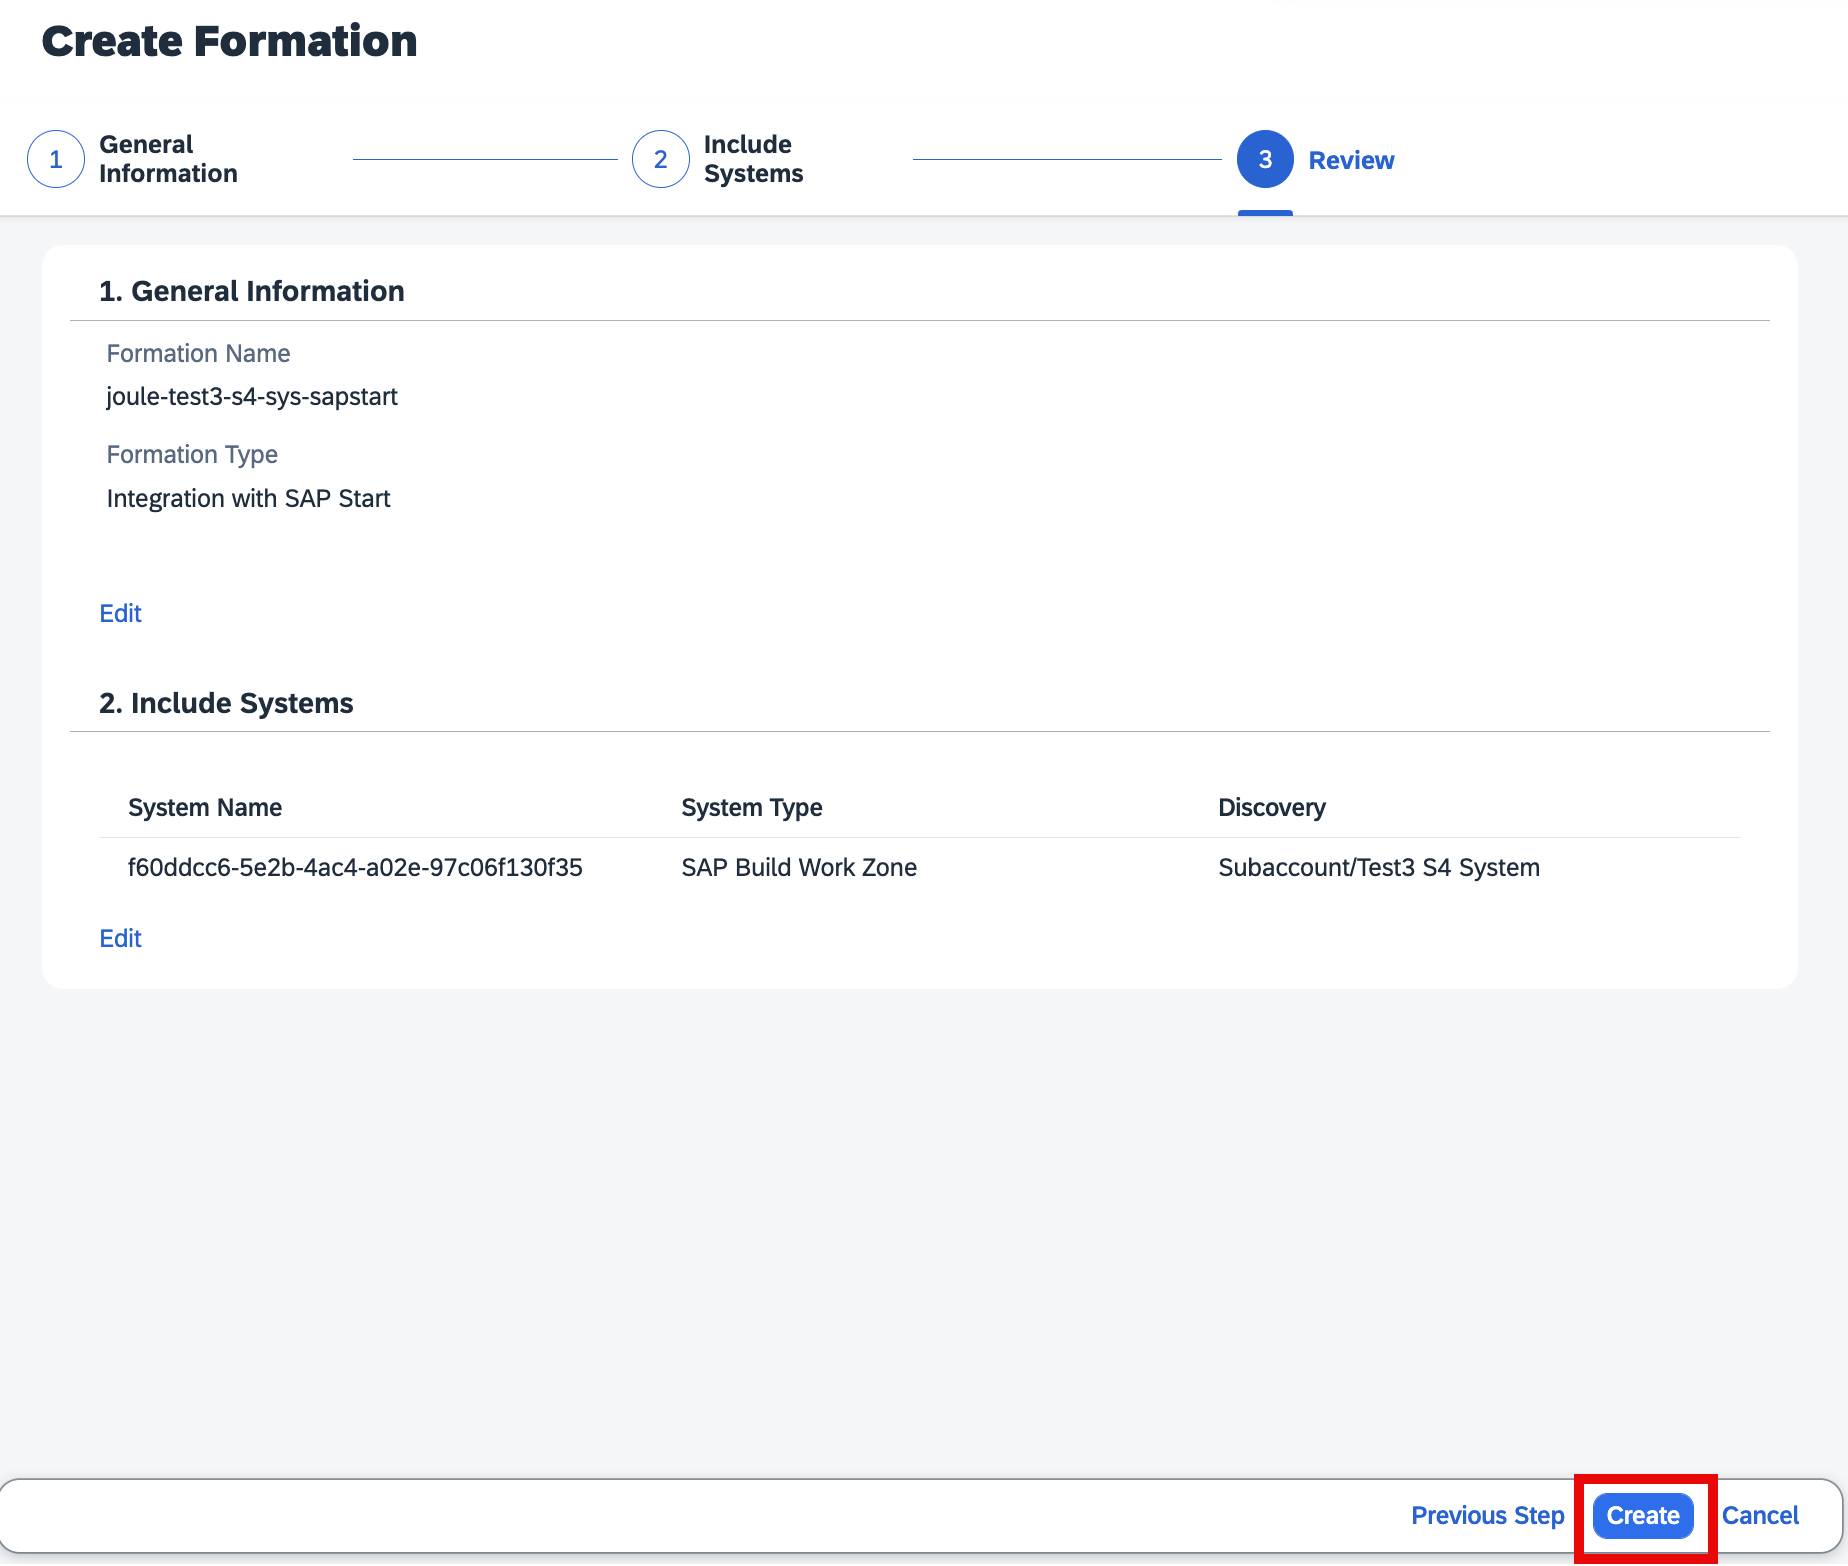 Create Formation
1 General Information
2 Include Systems
3 Review
1. General Information
Formation Name
joule-test3-s4-sys-sapstart
Formation Type
Integration with SAP Start
Edit
2. Include Systems
System Name System Type Discovery
f60ddcc6-5e2b-4ac4-a02e-97c06f130f35 SAP Build Work Zone Subaccount/Test3 S4 System
Edit
Previous Step Create Cancel